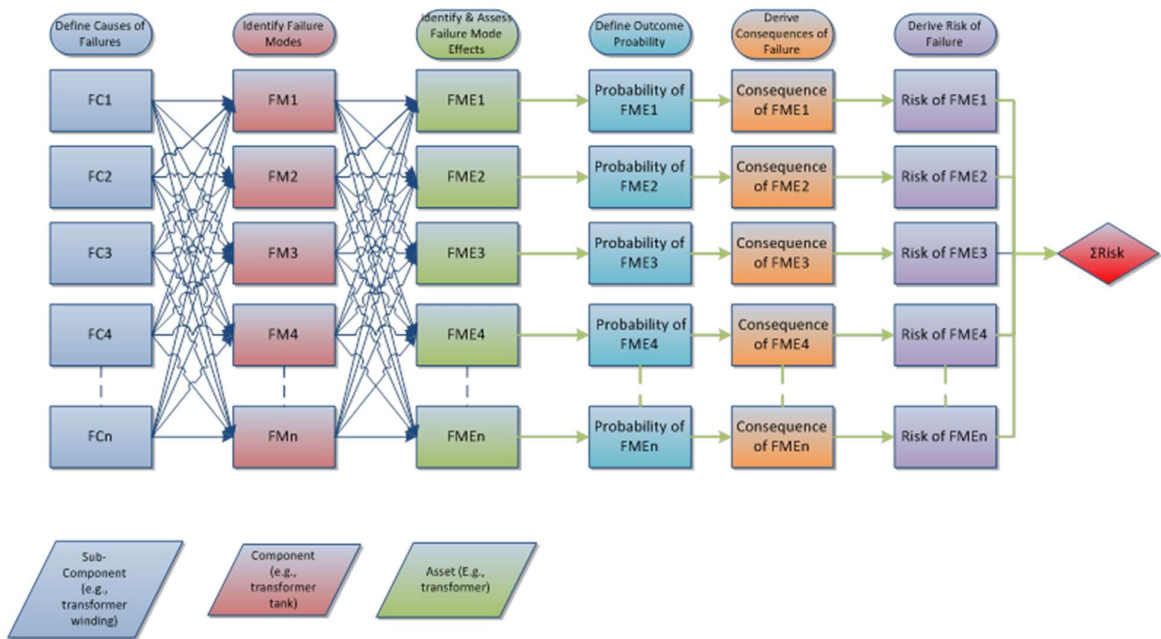 Define Causes of
Failures
Identify Failure
Modes
Identify & Assess
Failure Mode
Effects
Define Outcome
Proability
Derive
Consequences of
Failure
Derive Risk of
Failure
FC1
FM1
FME1
Probability of
FME1
Consequence
of FME1
Risk of FME1
FC2
FM2
FME2
Probability of
FME2
Consequence
of FME2
Risk of FME2
FC3
FM3
FME3
Probability of
FME3
Consequence
of FME3
Risk of FME3
ΣRisk
FC4
FM4
FME4
Probability of
FME4
Consequence
of FME4
Risk of FME4
FCn
FMn
FMEn
Probability of
FMEn
Consequence
of FMEn
Risk of FMEn
Sub-
Component
(e.g.,
transformer
winding)
Component
(e.g.,
transformer
tank)
Asset (E.g.,
transformer)